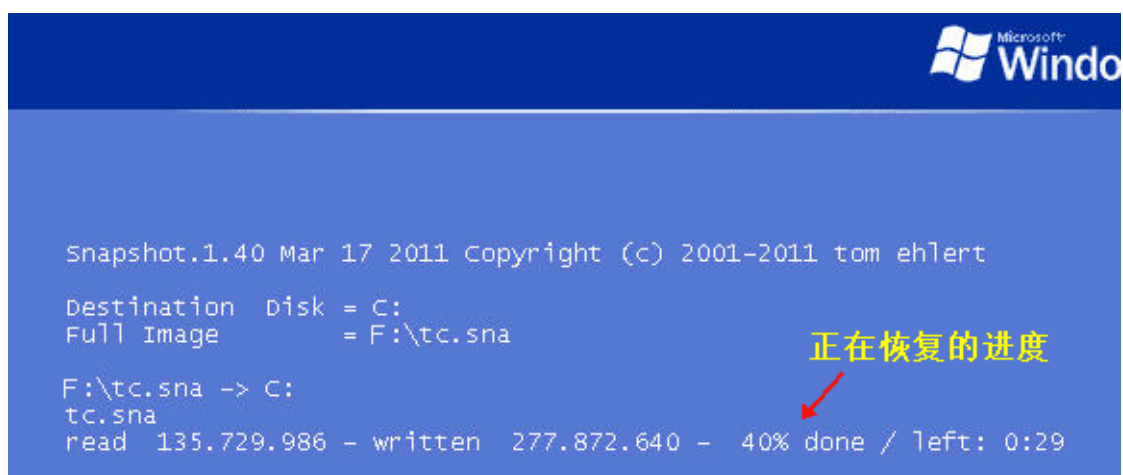 Microsoft
Windo
Snapshot.1.40 Mar 17 2011 Copyright (c) 2001-2011 tom ehlert
Destination Disk = C:
Full Image = F:\tc.sna
正在恢复的进度
F:\tc.sna -> C:
tc.sna
read 135.729.986 - written 277.872.640 - 40% done / left: 0:29